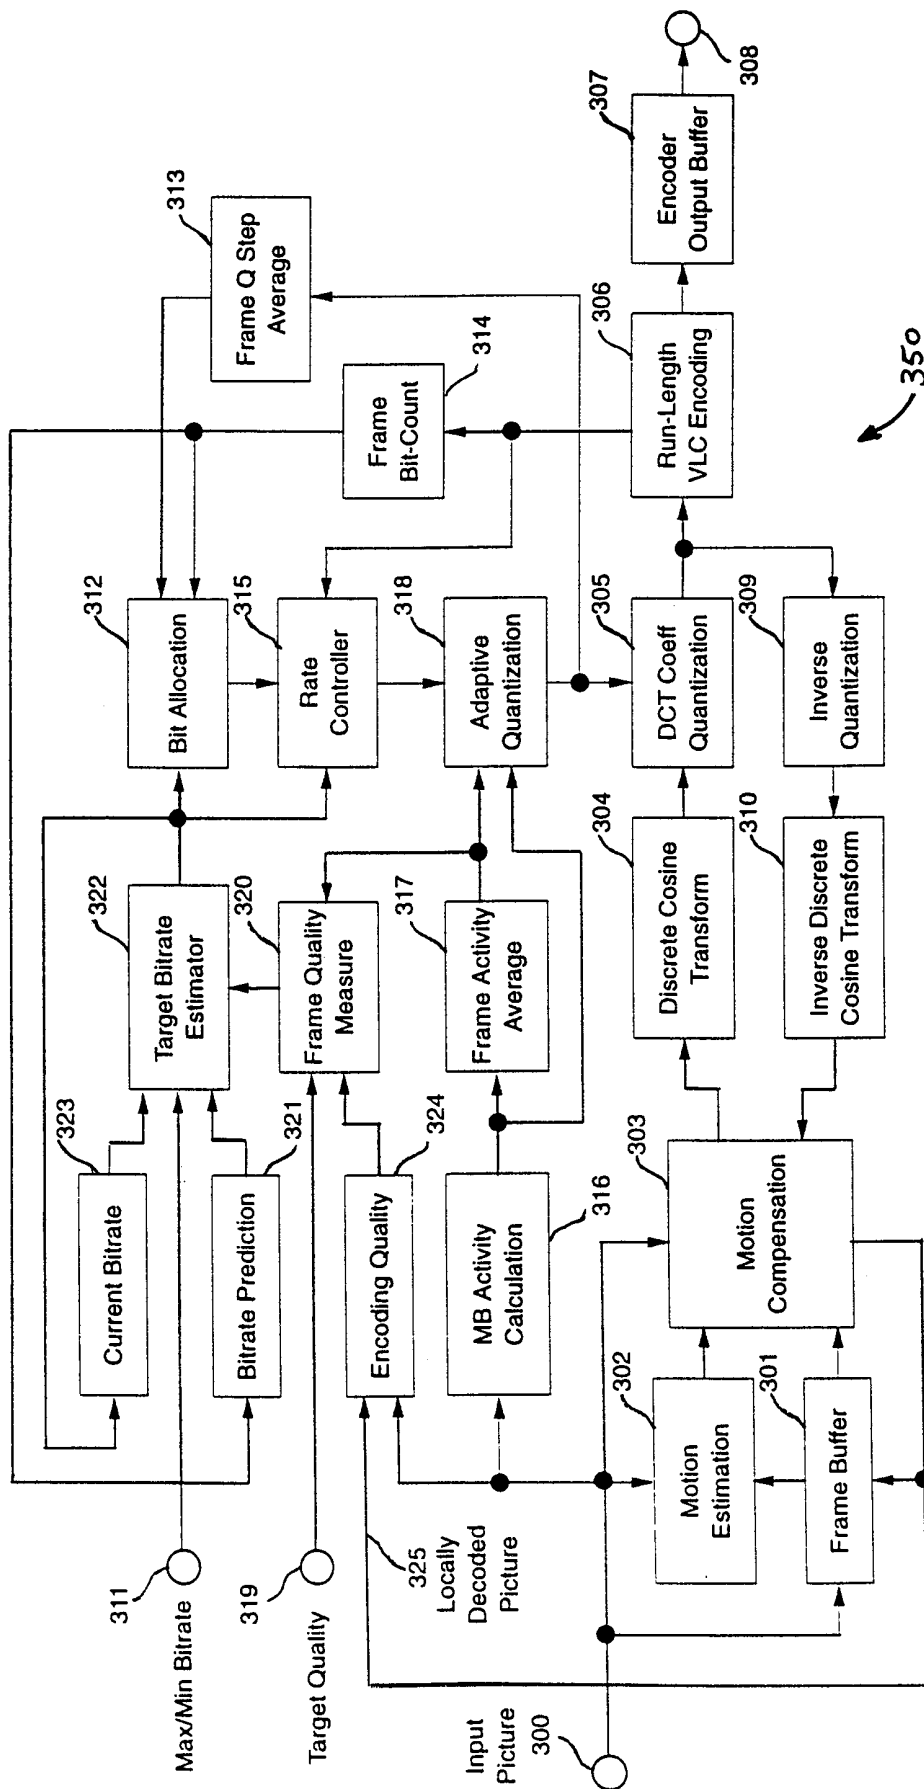 311
Max/Min Bitrate
319
Target Quality
Input
Picture
300
325
Locally
Decoded
Picture
323
Current Bitrate
321
Bitrate Prediction
324
Encoding Quality
316
MB Activity
Calculation
302
Motion
Estimation
301
Frame Buffer
303
Motion
Compensation
322
Target Bitrate
Estimator
320
Frame Quality
Measure
317
Frame Activity
Average
304
Discrete Cosine
Transform
310
Inverse Discrete
Cosine Transform
312
Bit Allocation
315
Rate
Controller
318
Adaptive
Quantization
305
DCT Coeff
Quantization
309
Inverse
Quantization
313
Frame Q Step
Average
314
Frame
Bit-Count
306
Run-Length
VLC Encoding
307
Encoder
Output Buffer
308
350